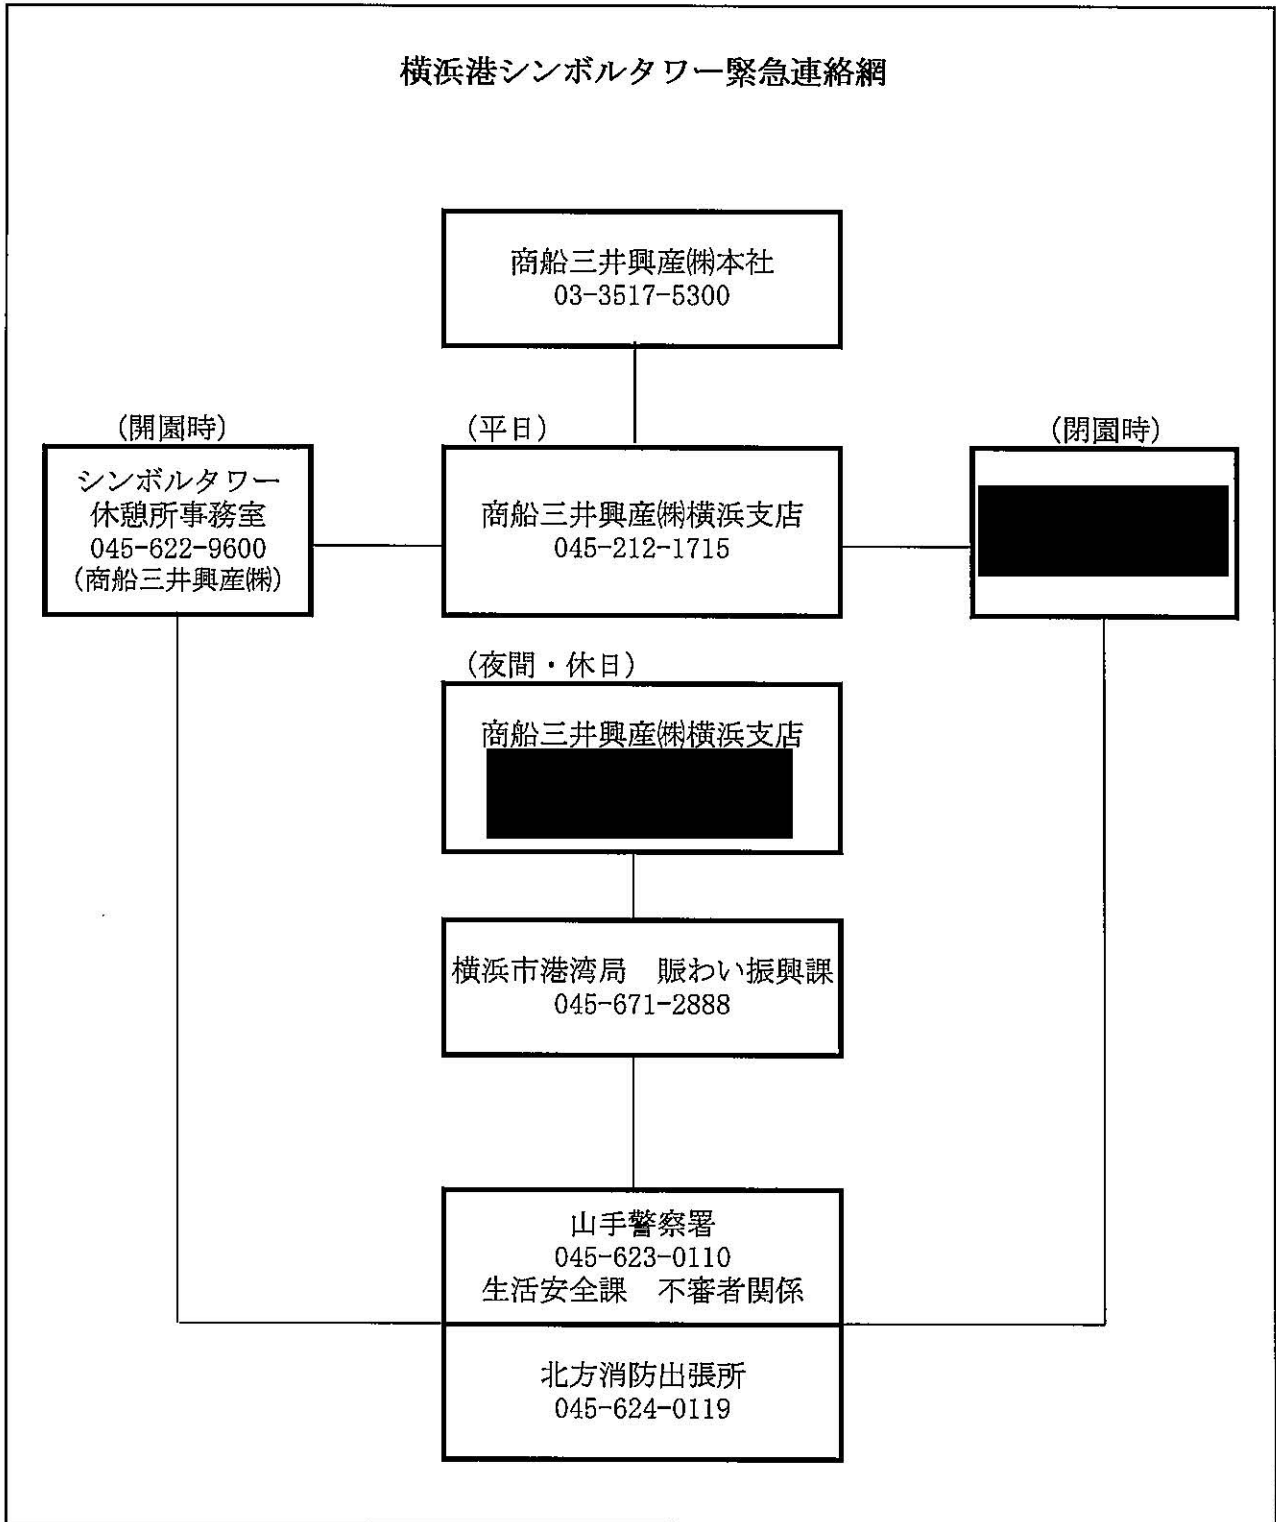 横浜港シンボルタワー緊急連絡網
商船三井興産㈱本社
03-3517-5300
(開園時)
シンボルタワー
休憩所事務室
045-622-9600
(商船三井興産㈱)
(平日)
商船三井興産㈱横浜支店
045-212-1715
(閉園時)
(夜間・休日)
商船三井興産㈱横浜支店
横浜市港湾局　賑わい振興課
045-671-2888
山手警察署
045-623-0110
生活安全課　不審者関係
北方消防出張所
045-624-0119